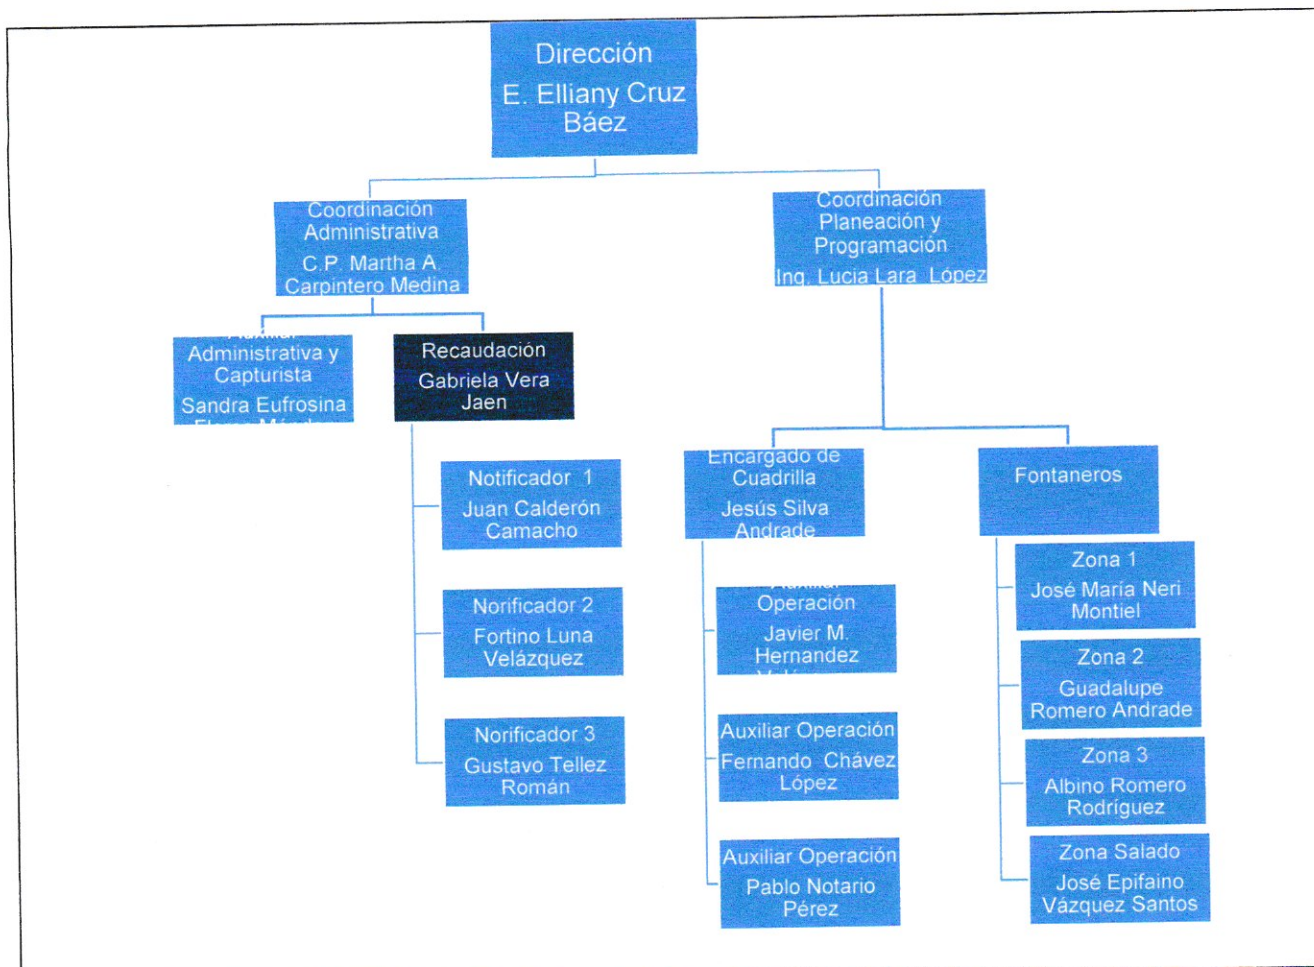 Dirección
E. Elliany Cruz
Báez
Coordinación
Administrativa
C.P. Martha A.
Carpintero Medina
Coordinación
Planeación y
Programación
Ing. Lucia Lara López
Auxiliar
Administrativa y
Capturista
Sandra Eufrosina
Recaudación
Gabriela Vera
Jaen
Notificador 1
Juan Calderón
Camacho
Norificador 2
Fortino Luna
Velázquez
Norificador 3
Gustavo Tellez
Román
Encargado de
Cuadrilla
Jesús Silva
Andrade
Auxiliar
Operación
Javier M.
Hernandez
Auxiliar Operación
Fernando Chávez
López
Auxiliar Operación
Pablo Notario
Pérez
Fontaneros
Zona 1
José María Neri
Montiel
Zona 2
Guadalupe
Romero Andrade
Zona 3
Albino Romero
Rodríguez
Zona Salado
José Epifaino
Vázquez Santos